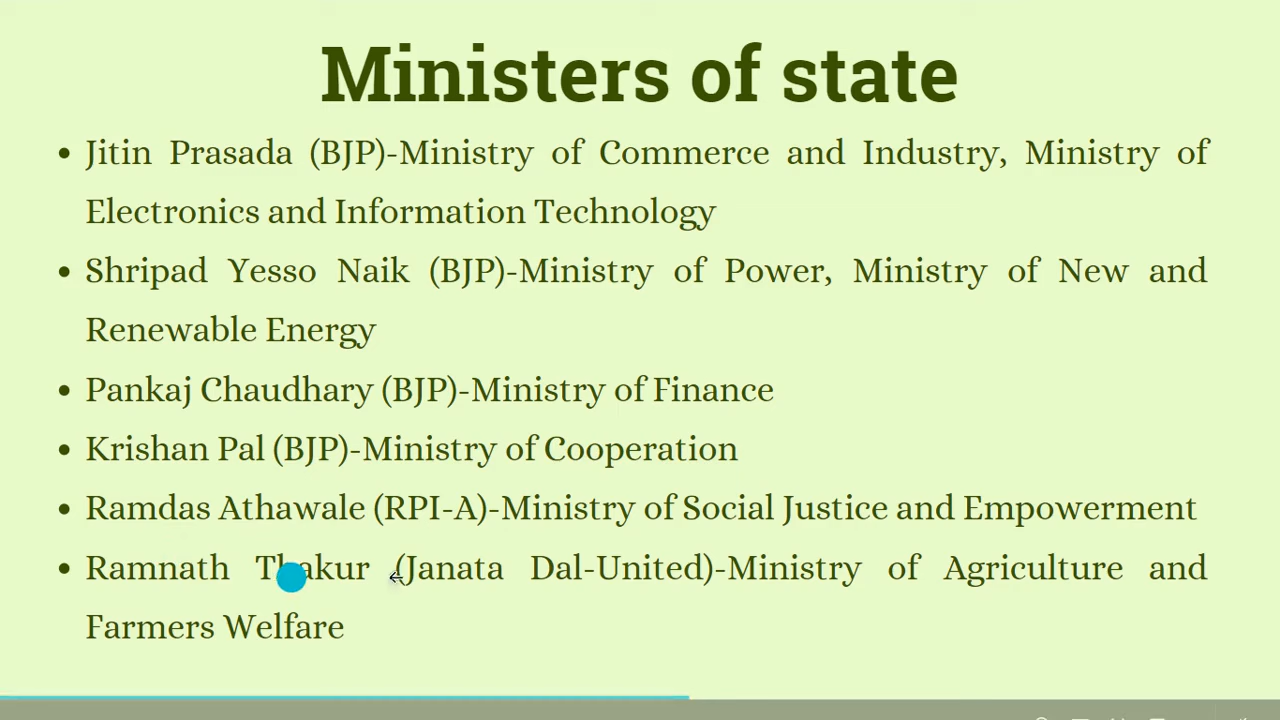 Ministers of state
• Jitin Prasada (BJP)-Ministry of Commerce and Industry, Ministry of
Electronics and Information Technology
• Shripad Yesso Naik (BJP)-Ministry of Power, Ministry of New and
Renewable Energy
• Pankaj Chaudhary (BJP)-Ministry of Finance
• Krishan Pal (BJP)-Ministry of Cooperation
• Ramdas Athawale (RPI-A)-Ministry of Social Justice and Empowerment
• Ramnath Thakur (Janata Dal-United)-Ministry of Agriculture and
Farmers Welfare